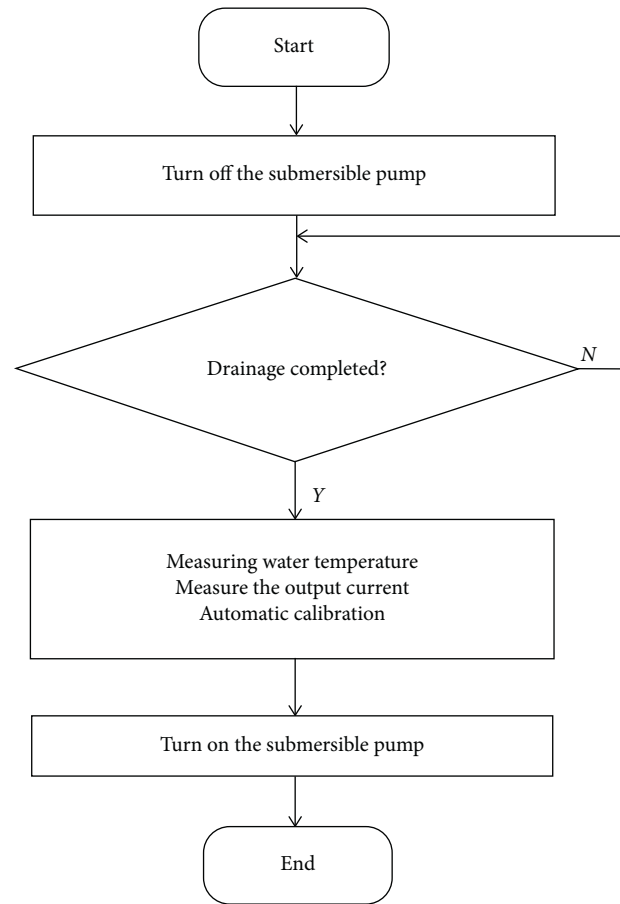 Start
Turn off the submersible pump
Drainage completed?
N
Y
Measuring water temperature
Measure the output current
Automatic calibration
Turn on the submersible pump
End